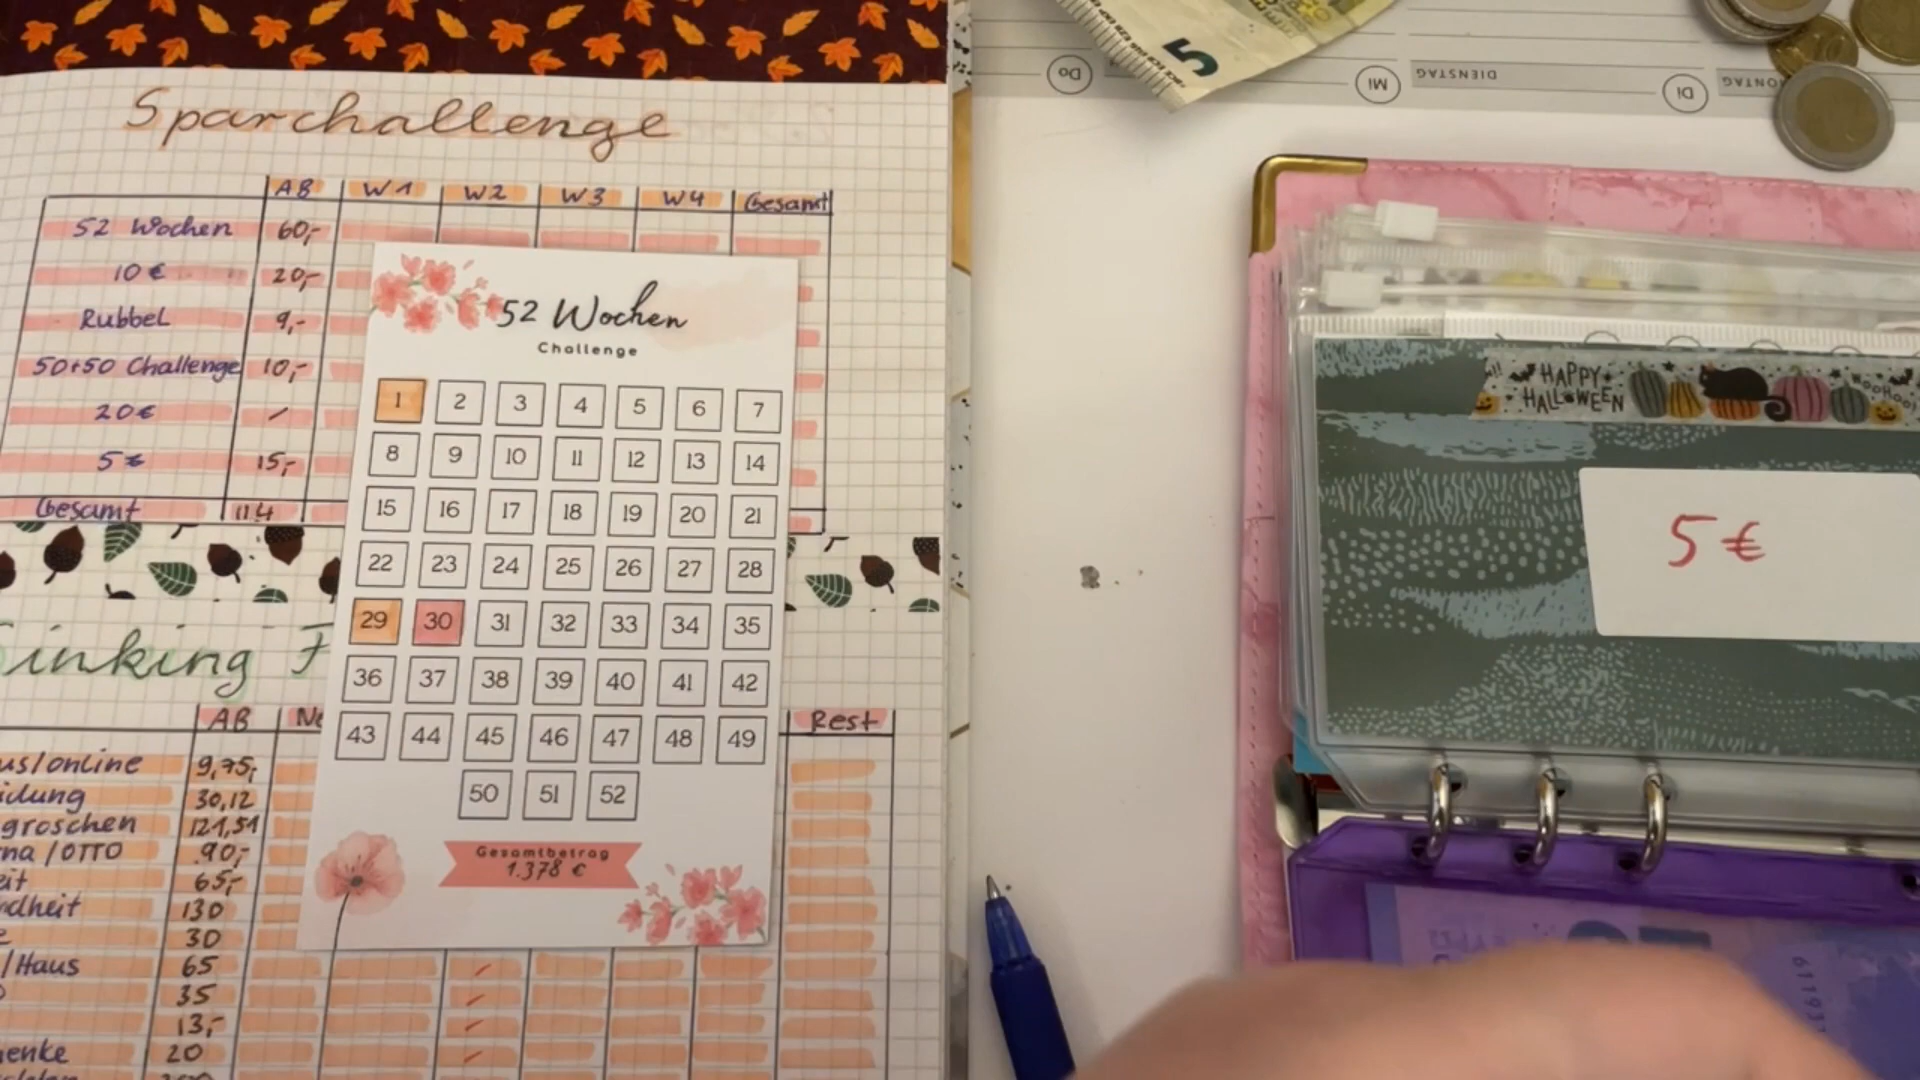 Sparchallenge
AB W1 W2 W3 W4 Gesamt
52 Wochen 60,-
10 € 20,-
Rubbel 9,-
50+50 Challenge 10,-
20 € /
5 € 15,-
Gesamt 114
52 Wochen
Challenge
1 2 3 4 5 6 7
8 9 10 11 12 13 14
15 16 17 18 19 20 21
22 23 24 25 26 27 28
29 30 31 32 33 34 35
36 37 38 39 40 41 42
43 44 45 46 47 48 49
50 51 52
Gesamtbetrag
1.378 €
inking F
AB Ne Rest
us/online 9,75,-
idung 30,12
groschen 121,51
na / OTTO 90,-
eit 65,-
dheit 130
30
/Haus 65
35
13,-
enke 20
5
Do Mi DIENSTAG Di ONTAG
HAPPY
HALLOWEEN
WOOHOO!
5 €